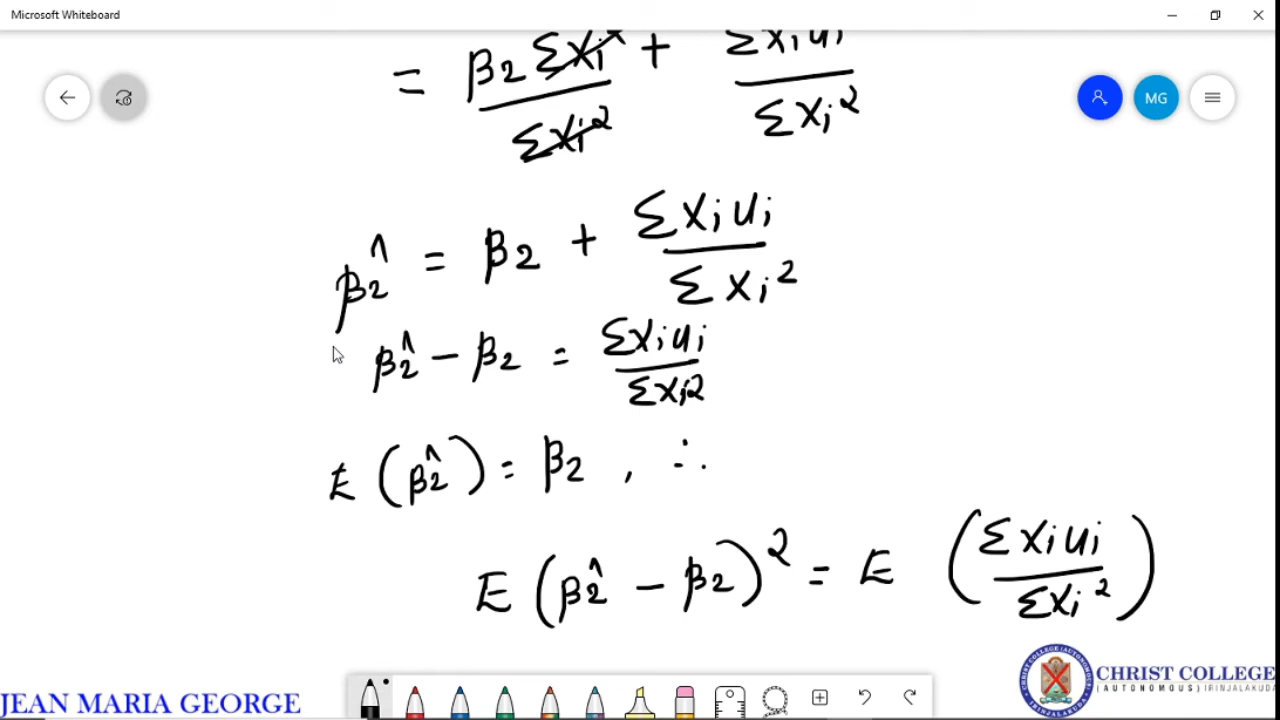 Microsoft Whiteboard
= β2 Σxi² / Σxi² + Σxiui / Σxi²
MG
β2^ = β2 + Σxiui / Σxi²
β2^ − β2 = Σxiui / Σxi2
E (β2^) = β2 , ∴
E (β2^ − β2)² = E (Σxiui / Σxi²)
JEAN MARIA GEORGE
CHRIST COLLEGE
(AUTONOMOUS) IRINJALAKUDA